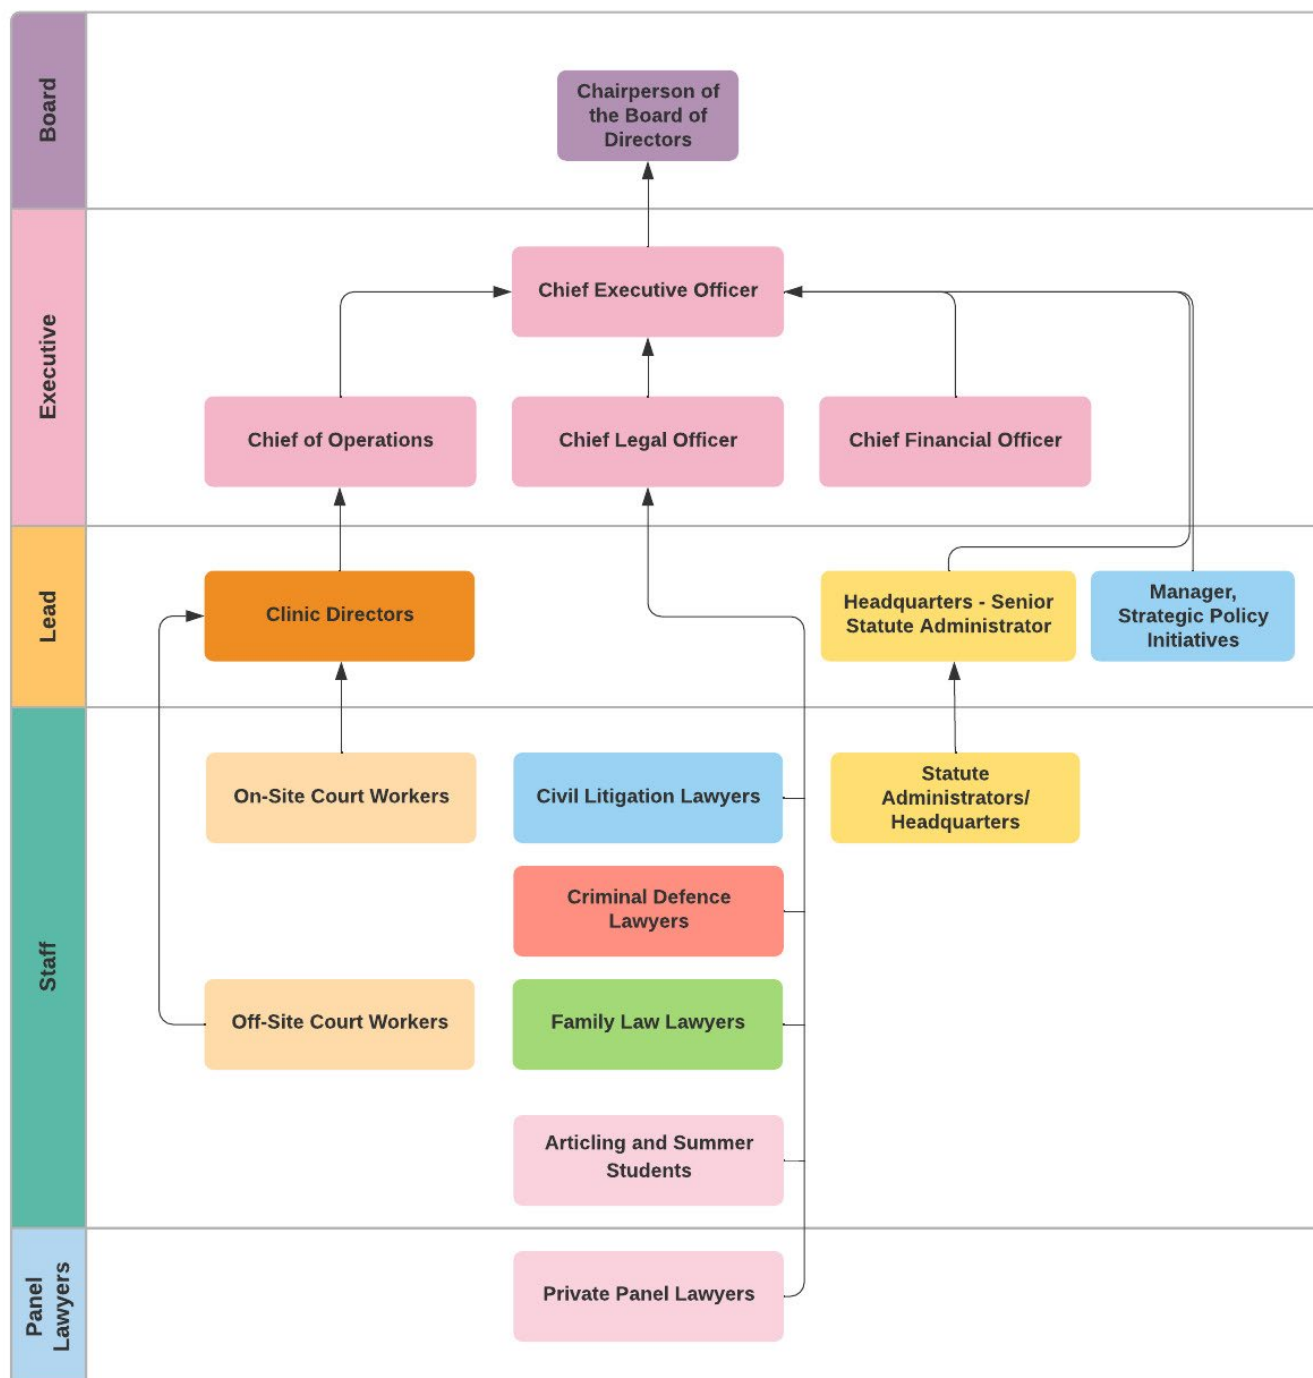 Board
Chairperson of
the Board of
Directors
Executive
Chief Executive Officer
Chief of Operations
Chief Legal Officer
Chief Financial Officer
Lead
Clinic Directors
Headquarters - Senior
Statute Administrator
Manager,
Strategic Policy
Initiatives
Staff
On-Site Court Workers
Civil Litigation Lawyers
Statute
Administrators/
Headquarters
Criminal Defence
Lawyers
Off-Site Court Workers
Family Law Lawyers
Articling and Summer
Students
Panel
Lawyers
Private Panel Lawyers